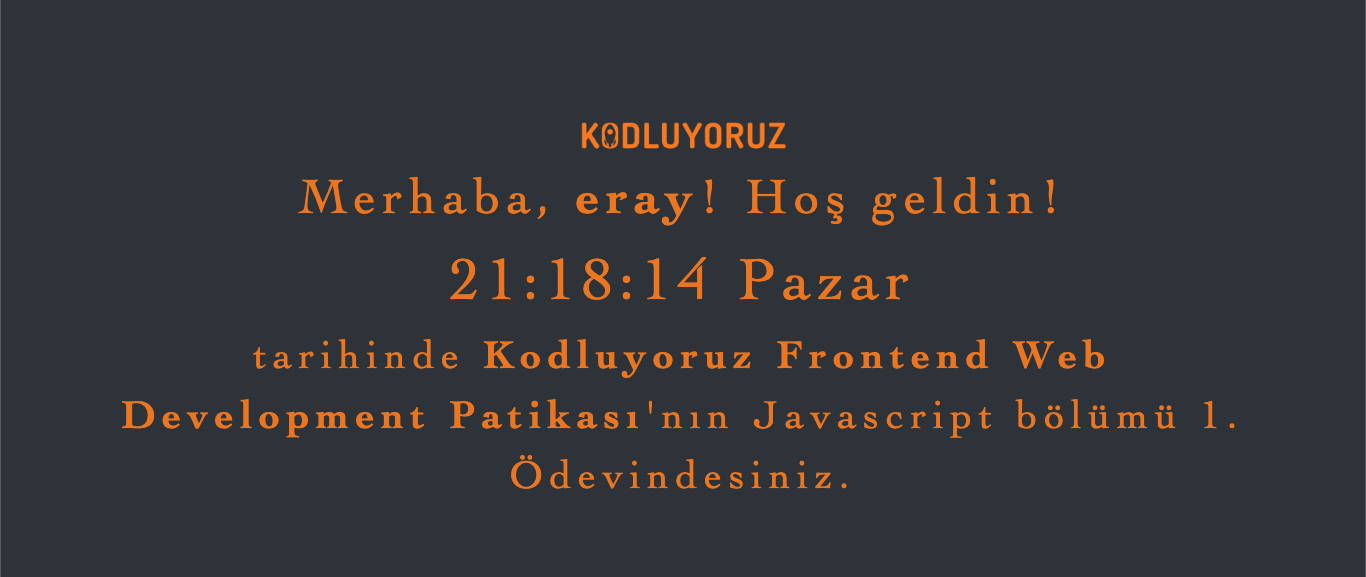 KODLUYORUZ
Merhaba, eray! Hoş geldin!
21:18:14 Pazar
tarihinde Kodluyoruz Frontend Web
Development Patikası'nın Javascript bölümü 1.
Ödevindesiniz.